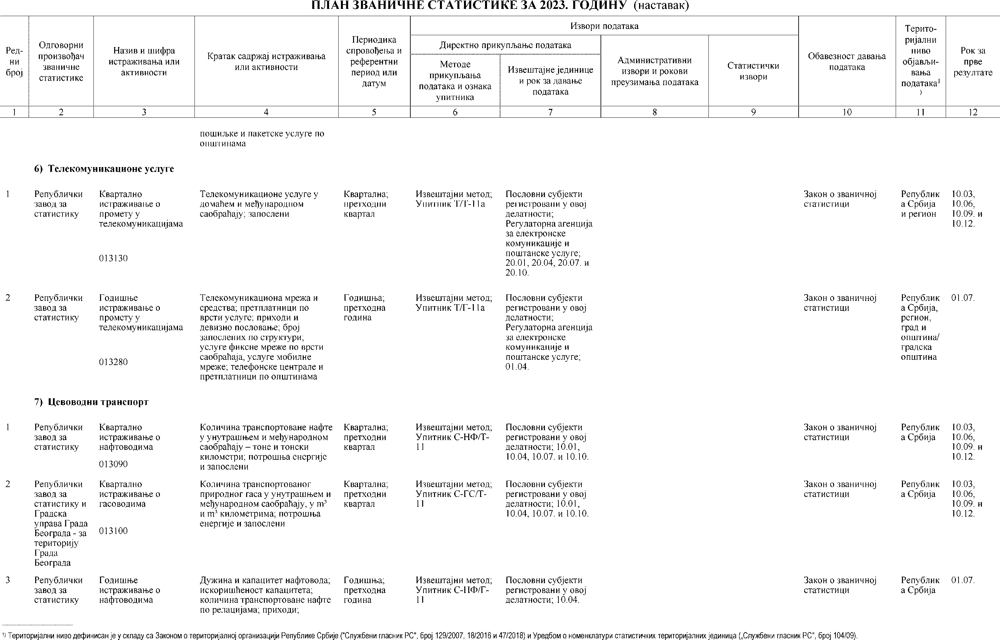 ПЛАН ЗВАНИЧНЕ СТАТИСТИКЕ ЗА 2023. ГОДИНУ (наставак)
Ред-
ни
број
Одговорни
произвођач
званичне
статистике
Назив и шифра
истраживања или
активности
Кратак садржај истраживања
или активности
Периодика
спровођења и
референтни
период или
датум
Извори података
Директно прикупљање података
Методе
прикупљања
података и ознака
упитника
Извештајне јединице
и рок за давање
података
Административни
извори и рокови
преузимања података
Статистички
извори
Обавезност давања
података
Терито-
ријални
ниво
објављи-
вања
података¹
)
Рок за
прве
резултате
1 2 3 4 5 6 7 8 9 10 11 12
пошиљке и пакетске услуге по
општинама
6) Телекомуникационе услуге
1
Републички
завод за
статистику
Квартално
истраживање о
промету у
телекомуникацијама
013130
Телекомуникационе услуге у
домаћем и међународном
саобраћају; запослени
Квартална;
претходни
квартал
Извештајни метод;
Упитник Т/Т-11а
Пословни субјекти
регистровани у овој
делатности;
Регулаторна агенција
за електронске
комуникације и
поштанске услуге;
20.01, 20.04, 20.07. и
20.10.
Закон о званичној
статистици
Републик
а Србија
и регион
10.03,
10.06,
10.09. и
10.12.
2
Републички
завод за
статистику
Годишње
истраживање о
промету у
телекомуникацијама
013280
Телекомуникациона мрежа и
средства; претплатници по
врсти услуге; приходи и
девизно пословање; број
запослених по структури;
услуге фиксне мреже по врсти
саобраћаја, услуге мобилне
мреже; телефонске централе и
претплатници по општинама
Годишња;
претходна
година
Извештајни метод;
Упитник Т/Г-11а
Пословни субјекти
регистровани у овој
делатности;
Регулаторна агенција
за електронске
комуникације и
поштанске услуге;
01.04.
Закон о званичној
статистици
Републик
а Србија,
регион,
град и
општина/
градска
општина
01.07.
7) Цевоводни транспорт
1
Републички
завод за
статистику
Квартално
истраживање о
нафтоводима
013090
Количина транспортоване нафте
у унутрашњем и међународном
саобраћају – тоне и тонски
километри; потрошња енергије
и запослени
Квартална;
претходни
квартал
Извештајни метод;
Упитник С-НФ/Т-
11
Пословни субјекти
регистровани у овој
делатности; 10.01,
10.04, 10.07. и 10.10.
Закон о званичној
статистици
Републик
а Србија
10.03,
10.06,
10.09. и
10.12.
2
Републички
завод за
статистику и
Градска
управа Града
Београда - за
територију
Града
Београда
Квартално
истраживање о
гасоводима
013100
Количина транспортованог
природног гаса у унутрашњем и
међународном саобраћају, у m³
и m³ километрима; потрошња
енергије и запослени
Квартална;
претходни
квартал
Извештајни метод;
Упитник С-ГС/Т-
11
Пословни субјекти
регистровани у овој
делатности; 10.01,
10.04, 10.07. и 10.10.
Закон о званичној
статистици
Републик
а Србија
10.03,
10.06,
10.09. и
10.12.
3
Републички
завод за
статистику
Годишње
истраживање о
нафтоводима
Дужина и капацитет нафтовода;
искоришћеност капацитета;
количина транспортоване нафте
по релацијама; приходи;
Годишња;
претходна
година
Извештајни метод;
Упитник С-НФ/Г-
11
Пословни субјекти
регистровани у овој
делатности; 10.04.
Закон о званичној
статистици
Републик
а Србија
01.07.
¹⁾ Територијални ниво дефинисан је у складу са Законом о територијалној организацији Републике Србије ("Службени гласник РС", број 129/2007, 18/2016 и 47/2018) и Уредбом о номенклатури статистичких територијалних јединица („Службени гласник РС", број 104/09).